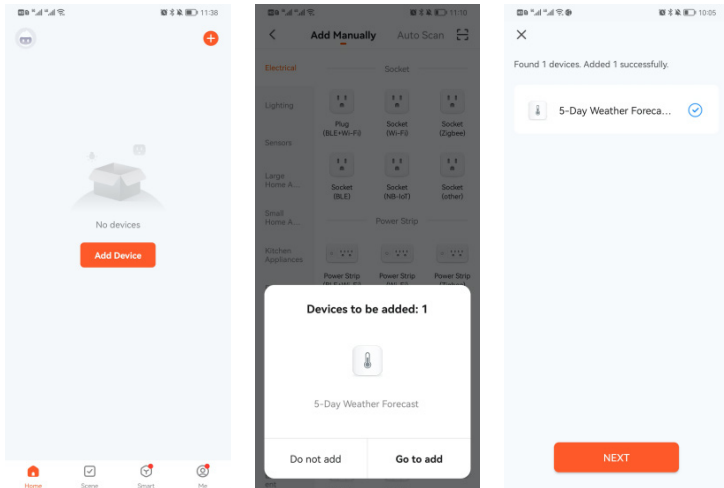 11:38
No devices
Add Device
Home
Scene
Smart
Me
11:10
Add Manually
Auto Scan
Electrical
Socket
Lighting
Plug
(BLE+Wi-Fi)
Socket
(Wi-Fi)
Socket
(Zigbee)
Sensors
Large
Home A...
Socket
(BLE)
Socket
(NB-IoT)
Socket
(other)
Small
Home A...
Power Strip
Kitchen
Appliances
Power Strip
Power Strip
Power Strip
Devices to be added: 1
5-Day Weather Forecast
Do not add
Go to add
10:05
Found 1 devices. Added 1 successfully.
5-Day Weather Foreca...
NEXT